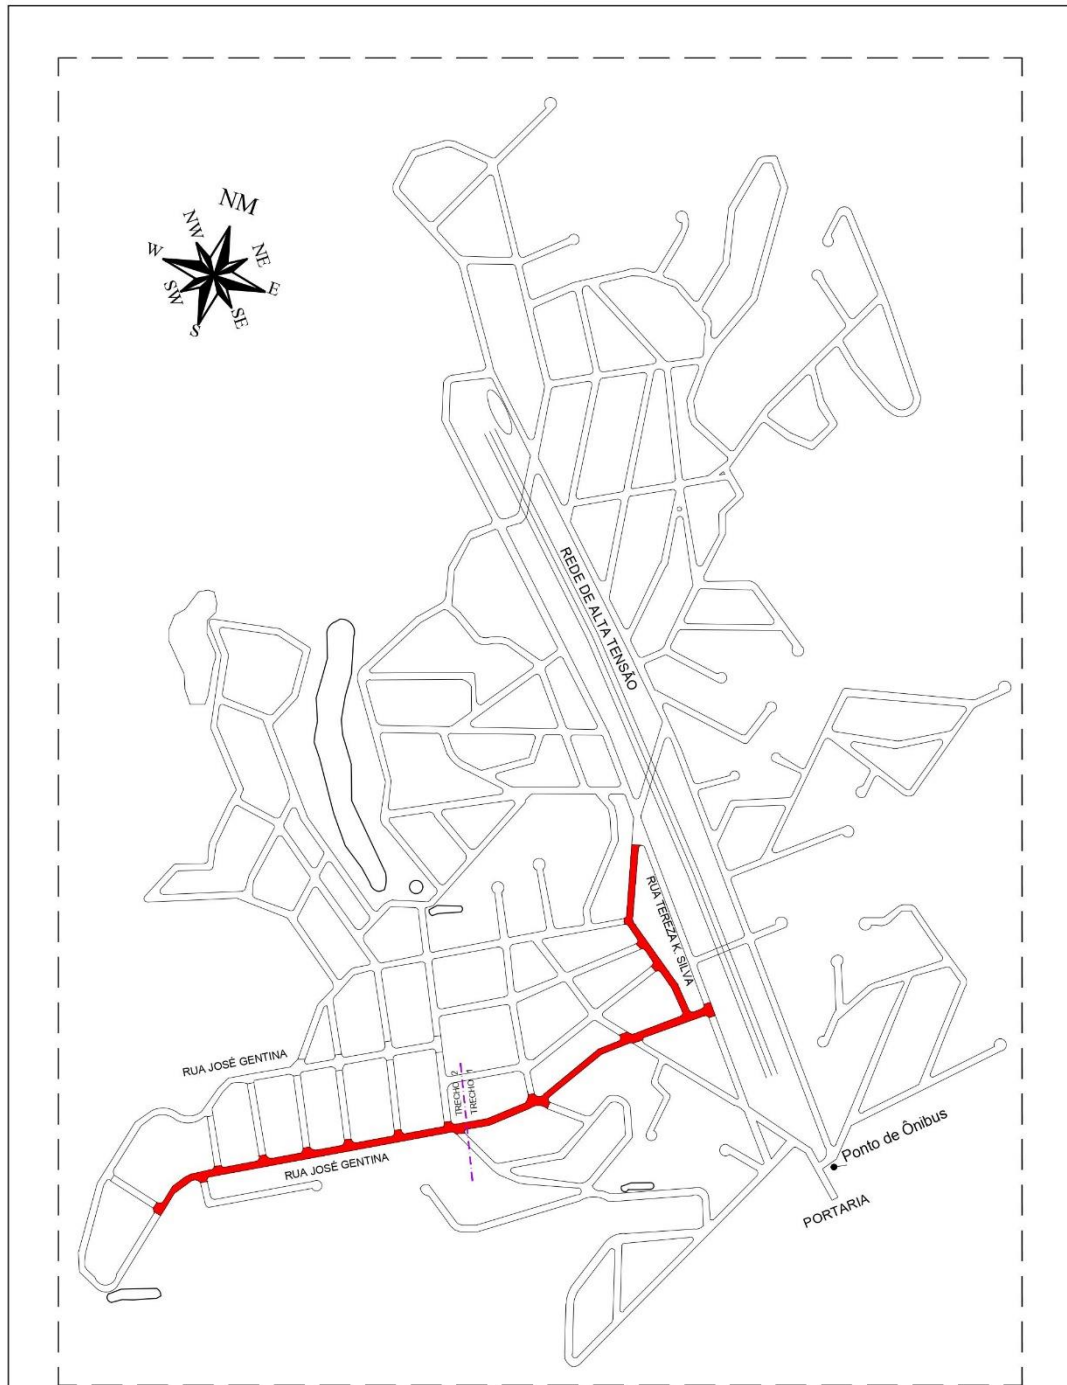 NM
NW
NE
W
E
SW
SE
S
REDE DE ALTA TENSÃO
RUA TEREZA K. SILVA
RUA JOSÉ GENTINA
TRECHO 2
TRECHO 1
RUA JOSÉ GENTINA
Ponto de Ônibus
PORTARIA